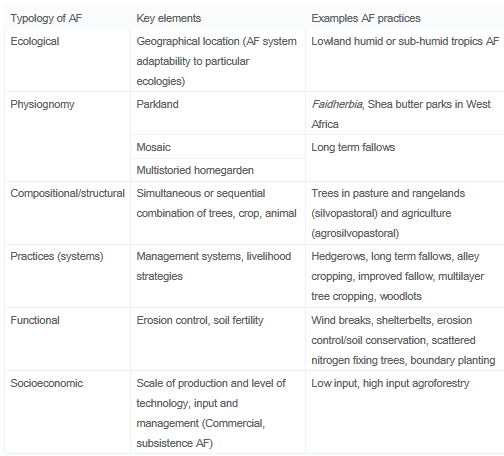 Typology of AF Key elements Examples AF practices
Ecological Geographical location (AF system Lowland humid or sub-humid tropics AF
adaptability to particular
ecologies)
Physiognomy Parkland Faidherbia, Shea butter parks in West
Africa
Mosaic Long term fallows
Multistoried homegarden
Compositional/structural Simultaneous or sequential Trees in pasture and rangelands
combination of trees, crop, animal (silvopastoral) and agriculture
(agrosilvopastoral)
Practices (systems) Management systems, livelihood Hedgerows, long term fallows, alley
strategies cropping, improved fallow, multilayer
tree cropping, woodlots
Functional Erosion control, soil fertility Wind breaks, shelterbelts, erosion
control/soil conservation, scattered
nitrogen fixing trees, boundary planting
Socioeconomic Scale of production and level of Low input, high input agroforestry
technology, input and
management (Commercial,
subsistence AF)